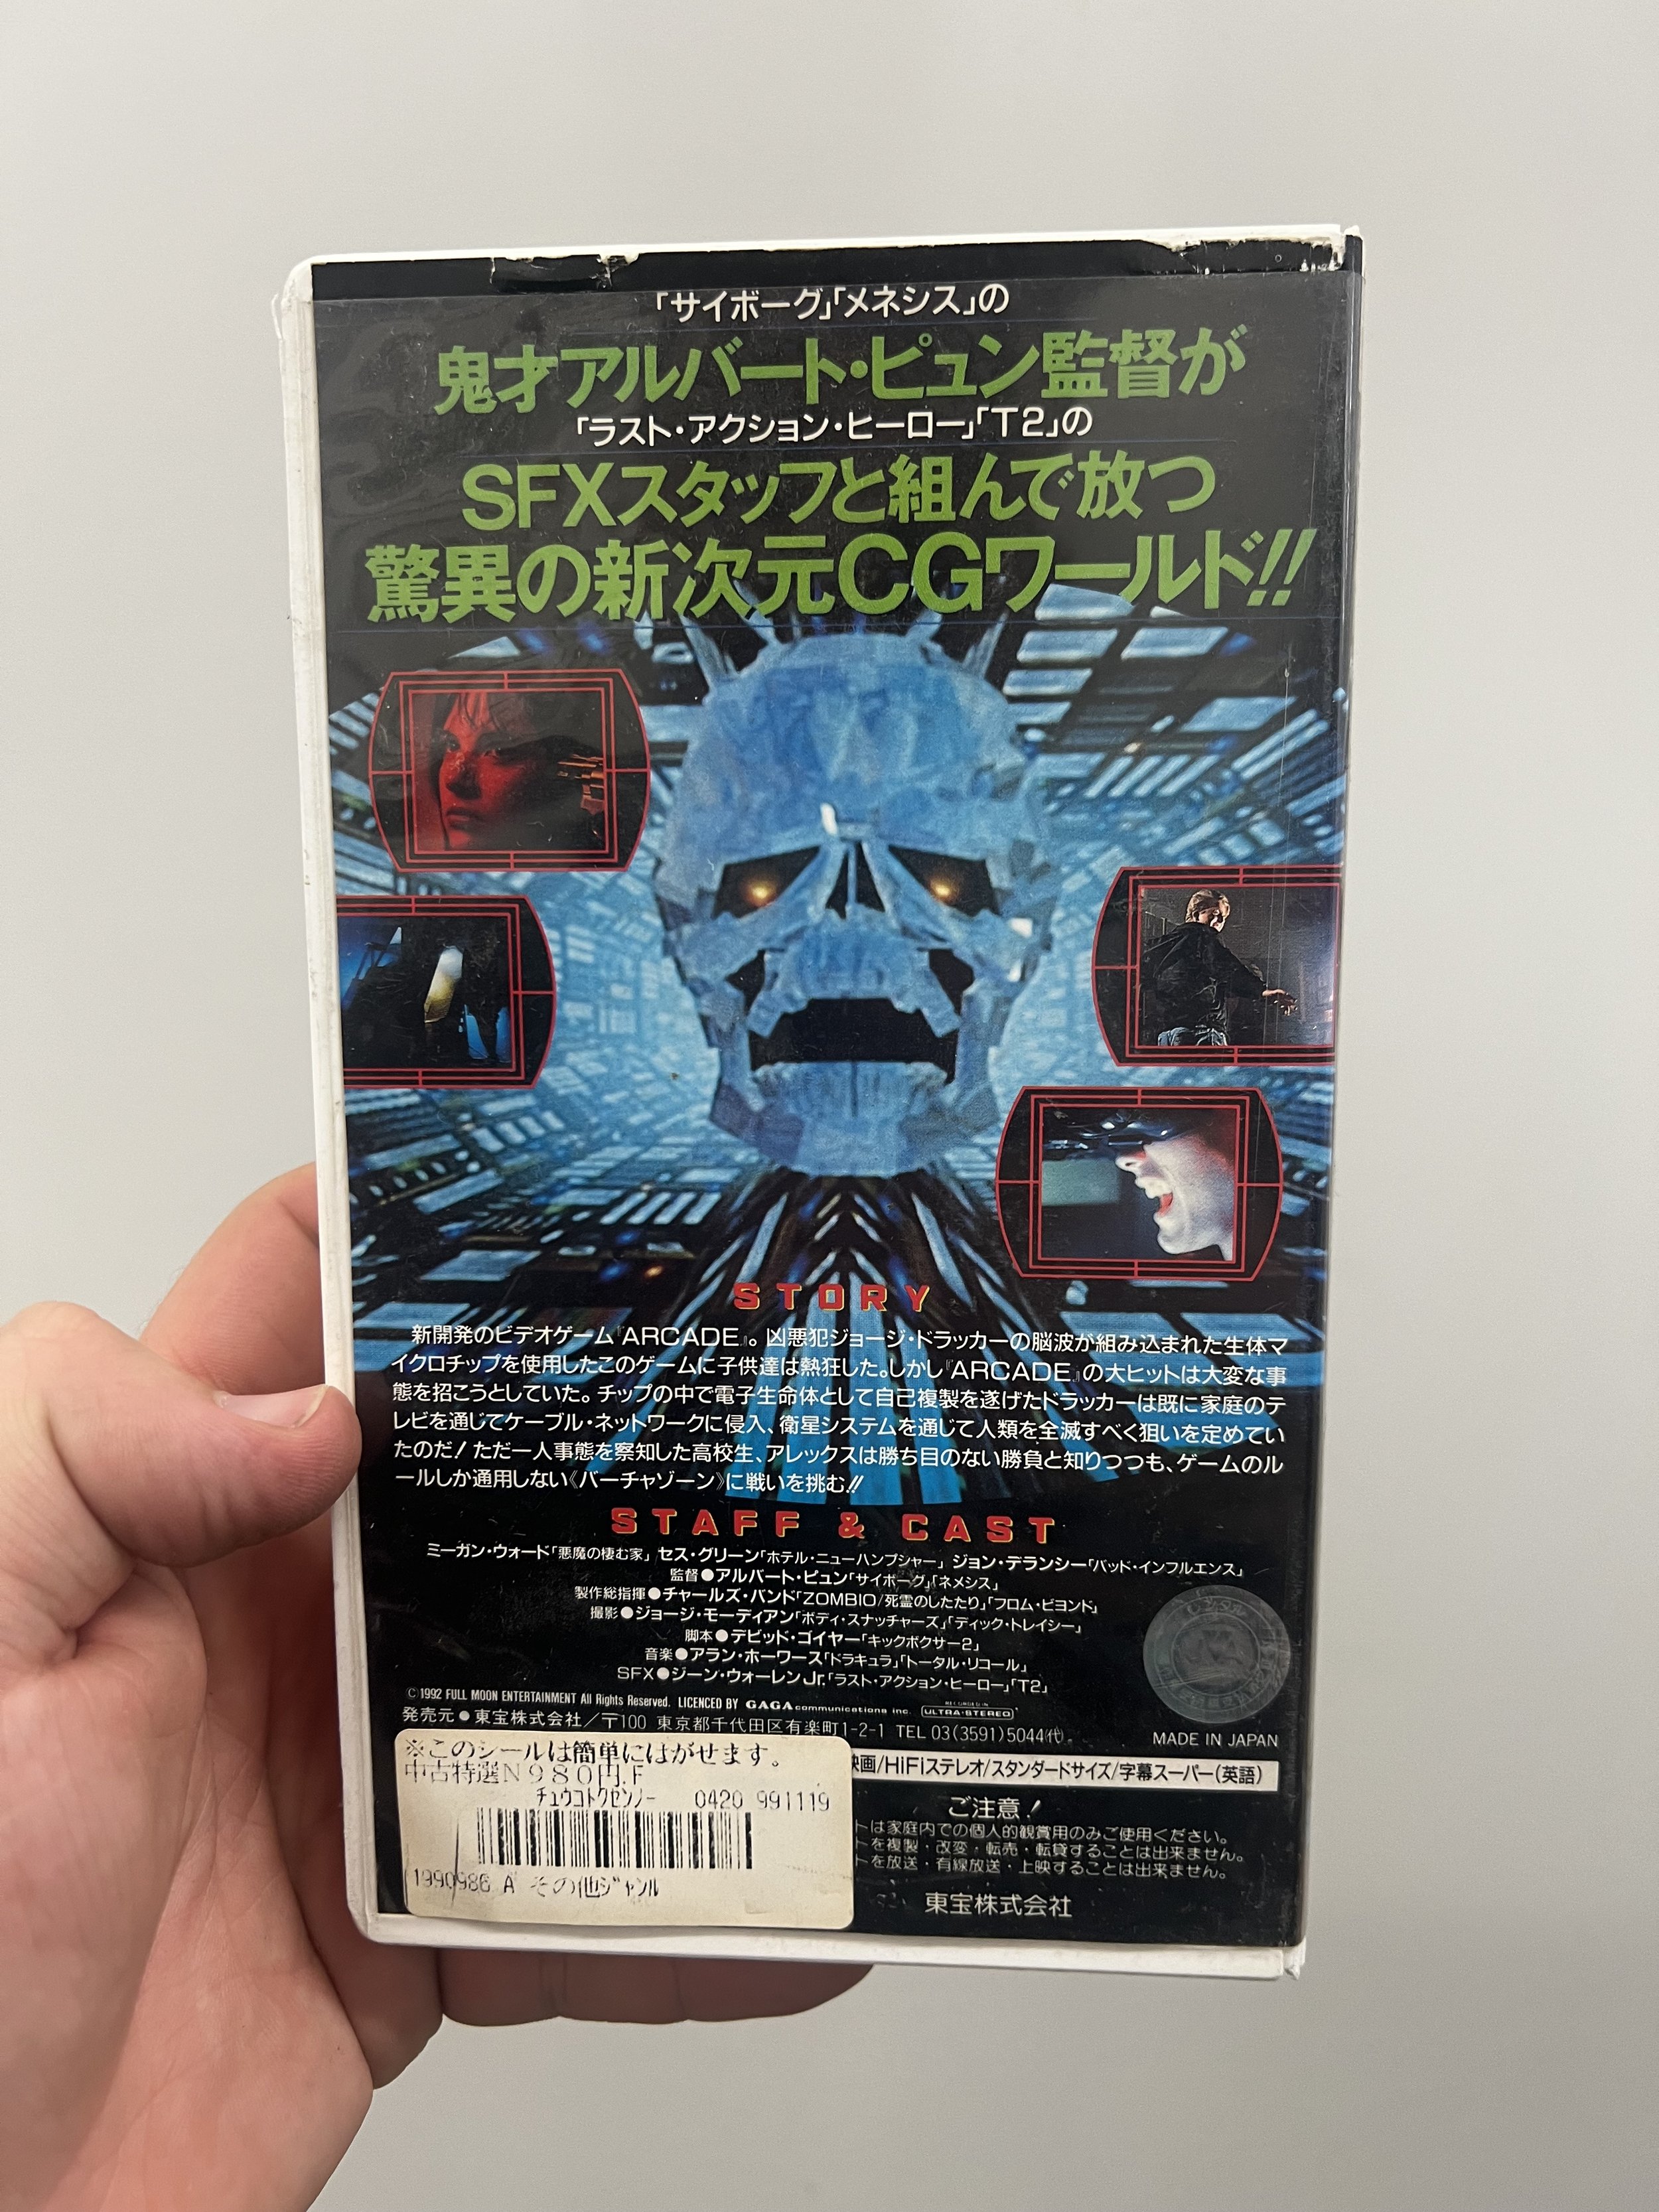 「サイボーグ」「メネシス」の
鬼才アルバート・ピュン監督が
「ラスト・アクション・ヒーロー」「T2」の
SFXスタッフと組んで放つ
驚異の新次元CGワールド!!
STORY
新開発のビデオゲーム『ARCADE』。凶悪犯ジョージ・ドラッカーの脳波が組み込まれた生体マ
イクロチップを使用したこのゲームに子供達は熱狂した。しかし『ARCADE』の大ヒットは大変な事
態を招こうとしていた。チップの中で電子生命体として自己複製を遂げたドラッカーは既に家庭のテ
レビを通じてケーブル・ネットワークに侵入、衛星システムを通じて人類を全滅すべく狙いを定めてい
たのだ!ただ一人事態を察知した高校生、アレックスは勝ち目のない勝負と知りつつも、ゲームのル
ールしか通用しない《バーチャゾーン》に戦いを挑む!!
STAFF & CAST
ミーガン・ウォード「悪魔の棲む家」 セス・グリーン「ホテル・ニューハンプシャー」 ジョン・デランシー「バッド・インフルエンス」
監督●アルバート・ピュン「サイボーグ」「ネメシス」
製作総指揮●チャールズ・バンド「ZOMBIO/死霊のしたたり」「フロム・ビヨンド」
撮影●ジョージ・モーディアン「ボディ・スナッチャーズ」「ディック・トレイシー」
脚本●デビッド・ゴイヤー「キックボクサー2」
音楽●アラン・ホーワース「ドラキュラ」「トータル・リコール」
SFX●ジーン・ウォーレンJr.「ラスト・アクション・ヒーロー」「T2」
©1992 FULL MOON ENTERTAINMENT All Rights Reserved. LICENCED BY GAGA communications inc. RECORDED IN ULTRA·STEREO
発売元●東宝株式会社/〒100 東京都千代田区有楽町1-2-1 TEL 03(3591)5044㈹
レンタル
MADE IN JAPAN
※このシールは簡単にはがせます。
中古特選N980円.F
チュウコトクセンノー 0420 991119
1990986 A その他ジャンル
映画/HiFiステレオ/スタンダードサイズ/字幕スーパー(英語)
ご注意!
トは家庭内での個人的観賞用のみご使用ください。
トを複製・改変・転売・転貸することは出来ません。
トを放送・有線放送・上映することは出来ません。
東宝株式会社